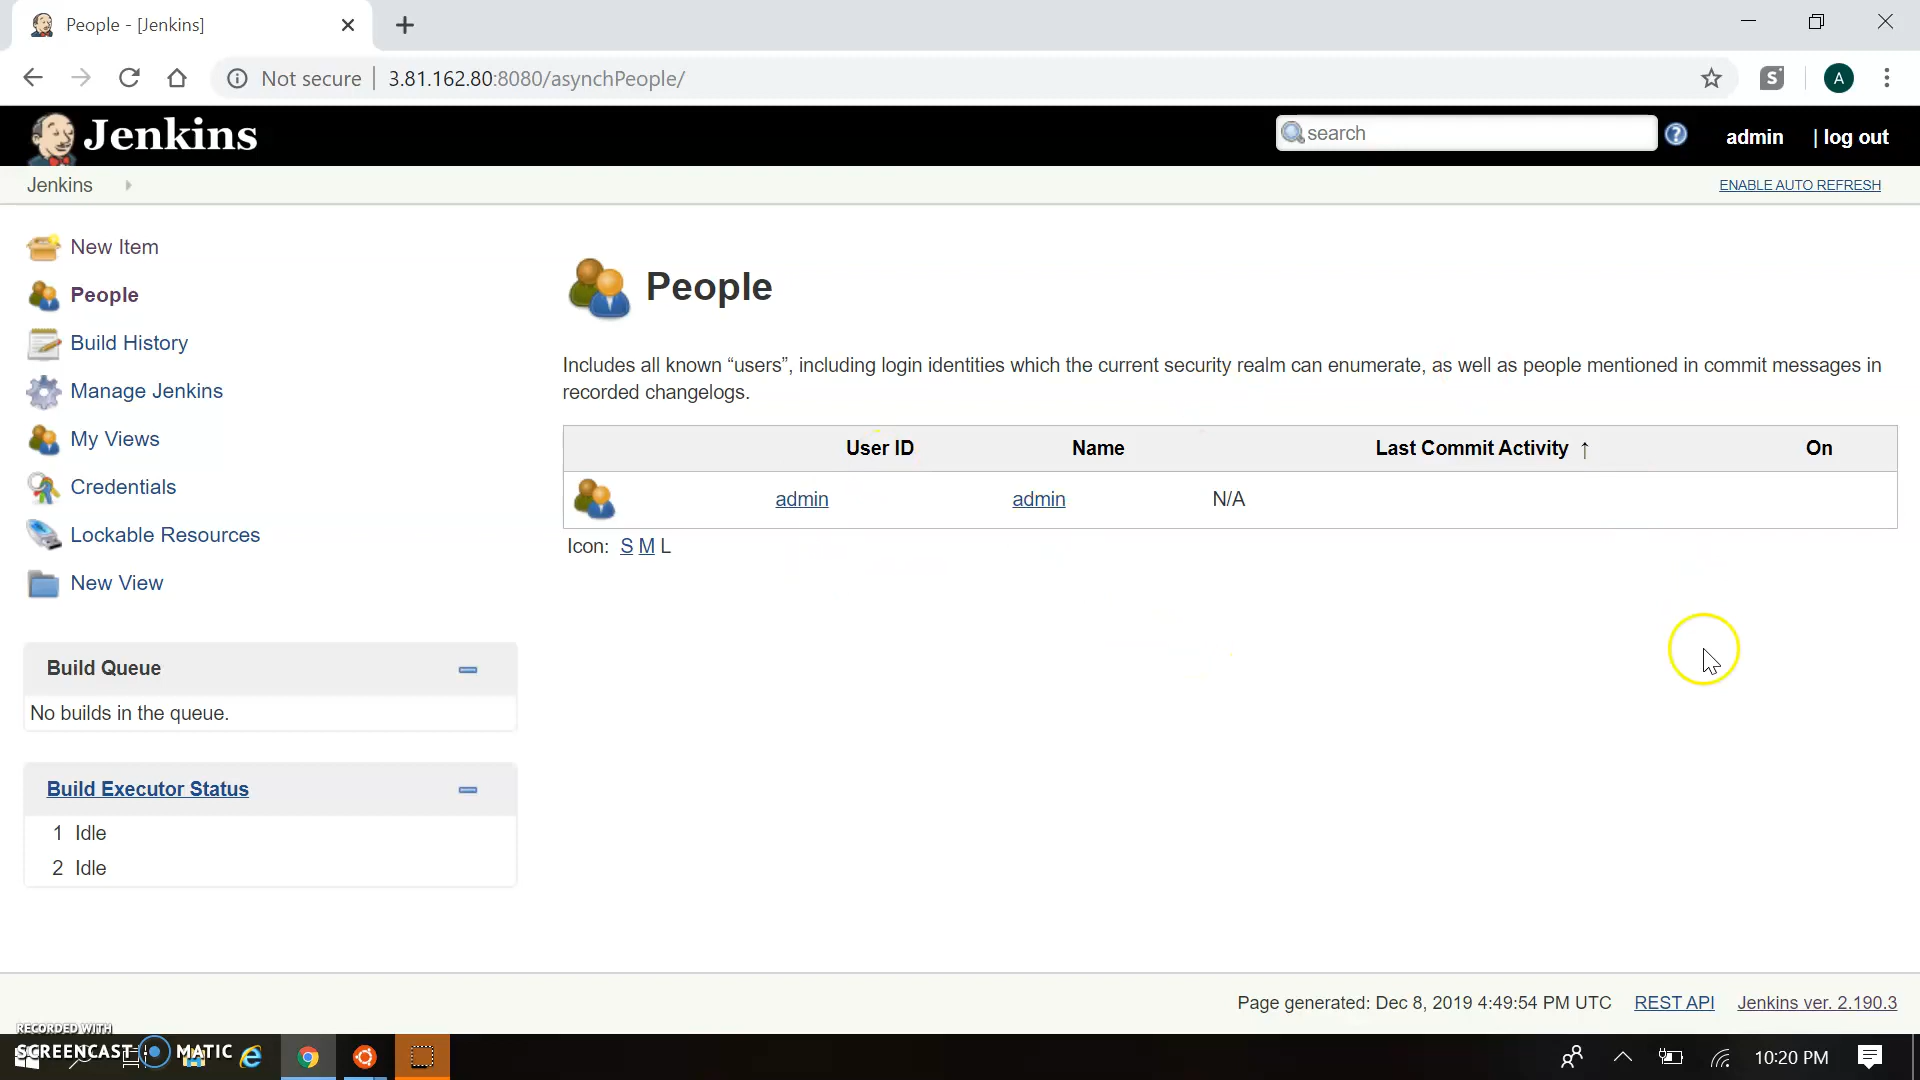 People - [Jenkins]
Not secure | 3.81.162.80:8080/asynchPeople/
S
A
Jenkins
search
?
admin
| log out
Jenkins
ENABLE AUTO REFRESH
New Item
People
Build History
Manage Jenkins
My Views
Credentials
Lockable Resources
New View
Build Queue
No builds in the queue.
Build Executor Status
1 Idle
2 Idle
People
Includes all known “users”, including login identities which the current security realm can enumerate, as well as people mentioned in commit messages in
recorded changelogs.
User ID Name Last Commit Activity ↑ On
admin admin N/A
Icon: S M L
Page generated: Dec 8, 2019 4:49:54 PM UTC REST API Jenkins ver. 2.190.3
RECORDED WITH
SCREENCAST MATIC
10:20 PM